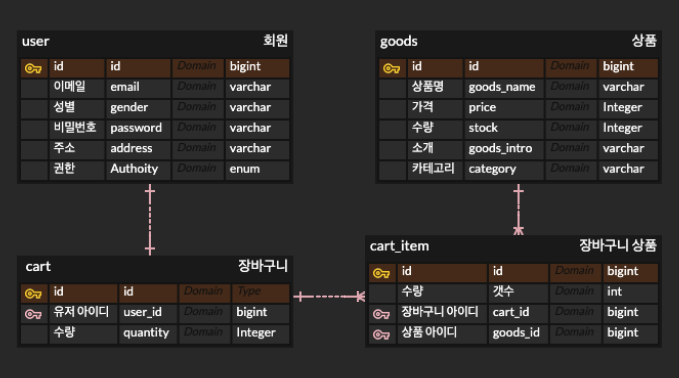 user 회원
id id Domain bigint
이메일 email Domain varchar
성별 gender Domain varchar
비밀번호 password Domain varchar
주소 address Domain varchar
권한 Authoity Domain enum
goods 상품
id id Domain bigint
상품명 goods_name Domain varchar
가격 price Domain Integer
수량 stock Domain Integer
소개 goods_intro Domain varchar
카테고리 category Domain varchar
cart 장바구니
id id Domain Type
유저 아이디 user_id Domain bigint
수량 quantity Domain Integer
cart_item 장바구니 상품
id id Domain bigint
수량 갯수 Domain int
장바구니 아이디 cart_id Domain bigint
상품 아이디 goods_id Domain bigint